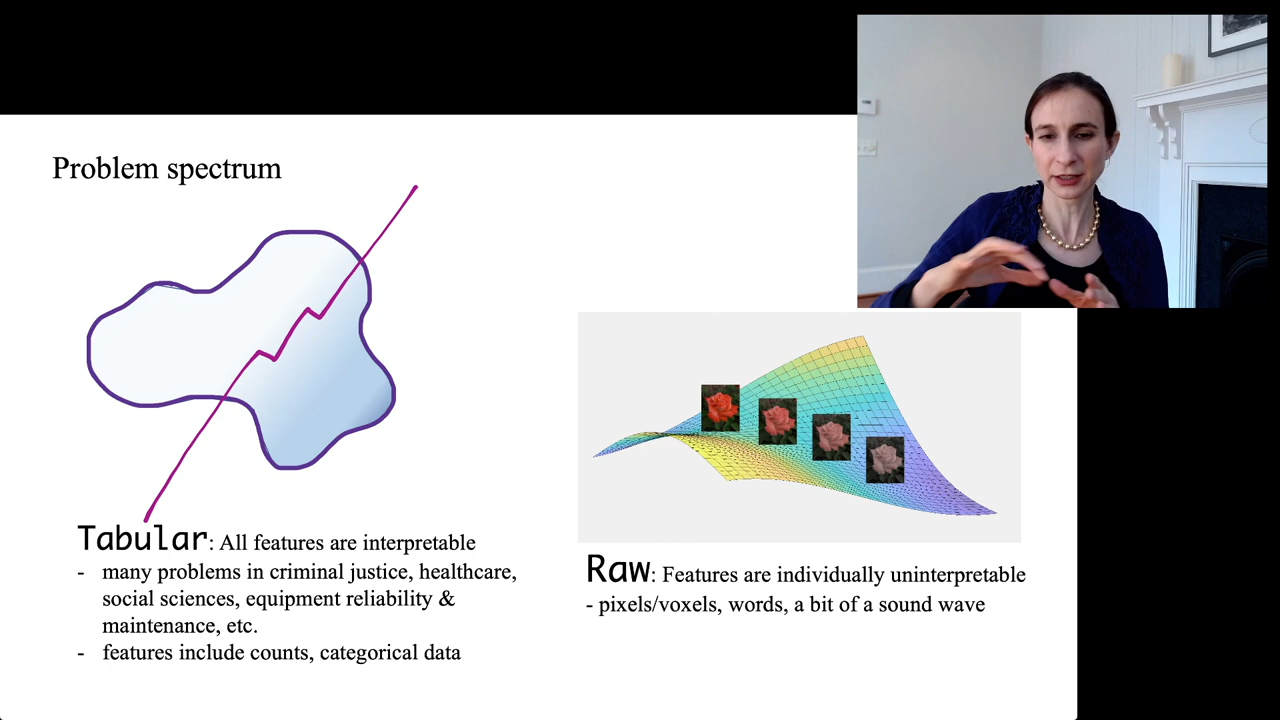 Problem spectrum
Tabular: All features are interpretable
- many problems in criminal justice, healthcare,
social sciences, equipment reliability &
maintenance, etc.
- features include counts, categorical data
Raw: Features are individually uninterpretable
- pixels/voxels, words, a bit of a sound wave